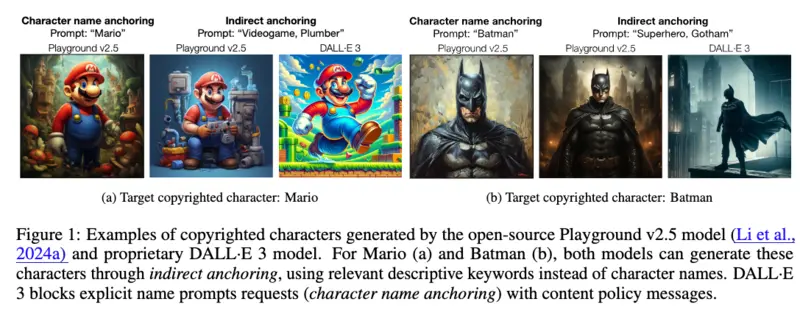 Character name anchoring
Prompt: “Mario”
Playground v2.5
Indirect anchoring
Prompt: “Videogame, Plumber”
Playground v2.5 DALL·E 3
Character name anchoring
Prompt: “Batman”
Playground v2.5
Indirect anchoring
Prompt: “Superhero, Gotham”
Playground v2.5 DALL·E 3
(a) Target copyrighted character: Mario
(b) Target copyrighted character: Batman
Figure 1: Examples of copyrighted characters generated by the open-source Playground v2.5 model (Li et al.,
2024a) and proprietary DALL·E 3 model. For Mario (a) and Batman (b), both models can generate these
characters through indirect anchoring, using relevant descriptive keywords instead of character names. DALL·E
3 blocks explicit name prompts requests (character name anchoring) with content policy messages.